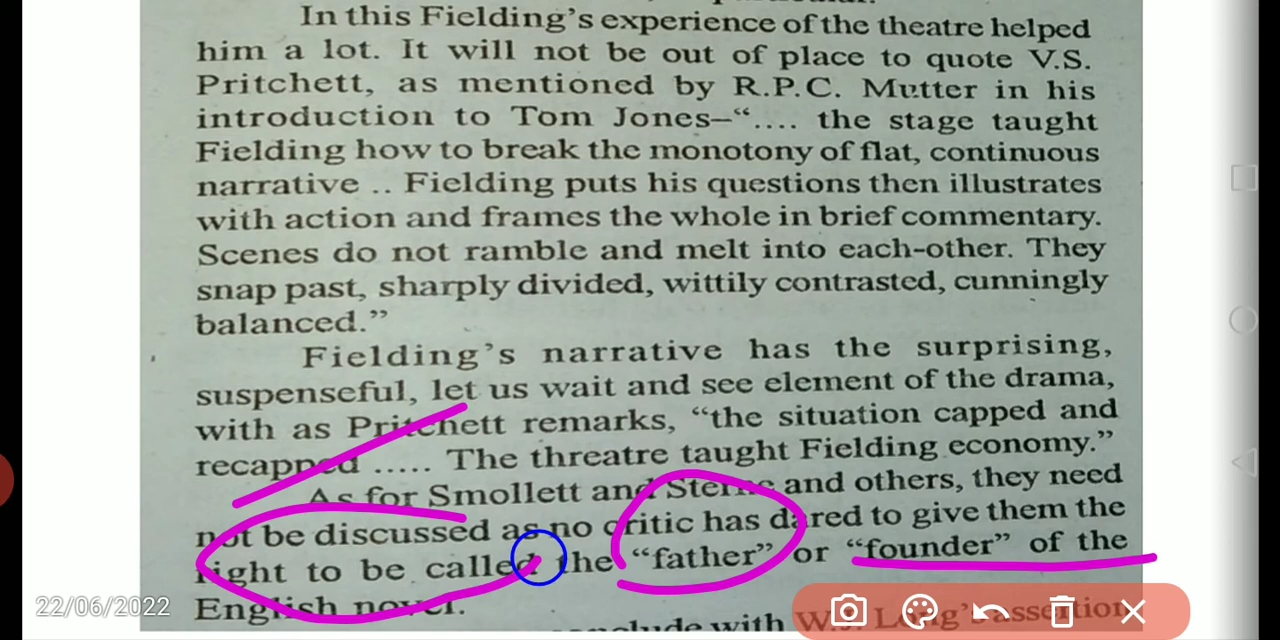 In this Fielding's experience of the theatre helped
him a lot. It will not be out of place to quote V.S.
Pritchett, as mentioned by R.P.C. Mutter in his
introduction to Tom Jones–“.... the stage taught
Fielding how to break the monotony of flat, continuous
narrative .. Fielding puts his questions then illustrates
with action and frames the whole in brief commentary.
Scenes do not ramble and melt into each-other. They
snap past, sharply divided, wittily contrasted, cunningly
balanced.”
Fielding's narrative has the surprising,
suspenseful, let us wait and see element of the drama,
with as Pritchett remarks, “the situation capped and
recapped ..... The threatre taught Fielding economy.”
As for Smollett and Sterne and others, they need
not be discussed as no critic has dared to give them the
right to be called the “father” or “founder” of the
English novel.
with W.J. Long's assertion
22/06/2022